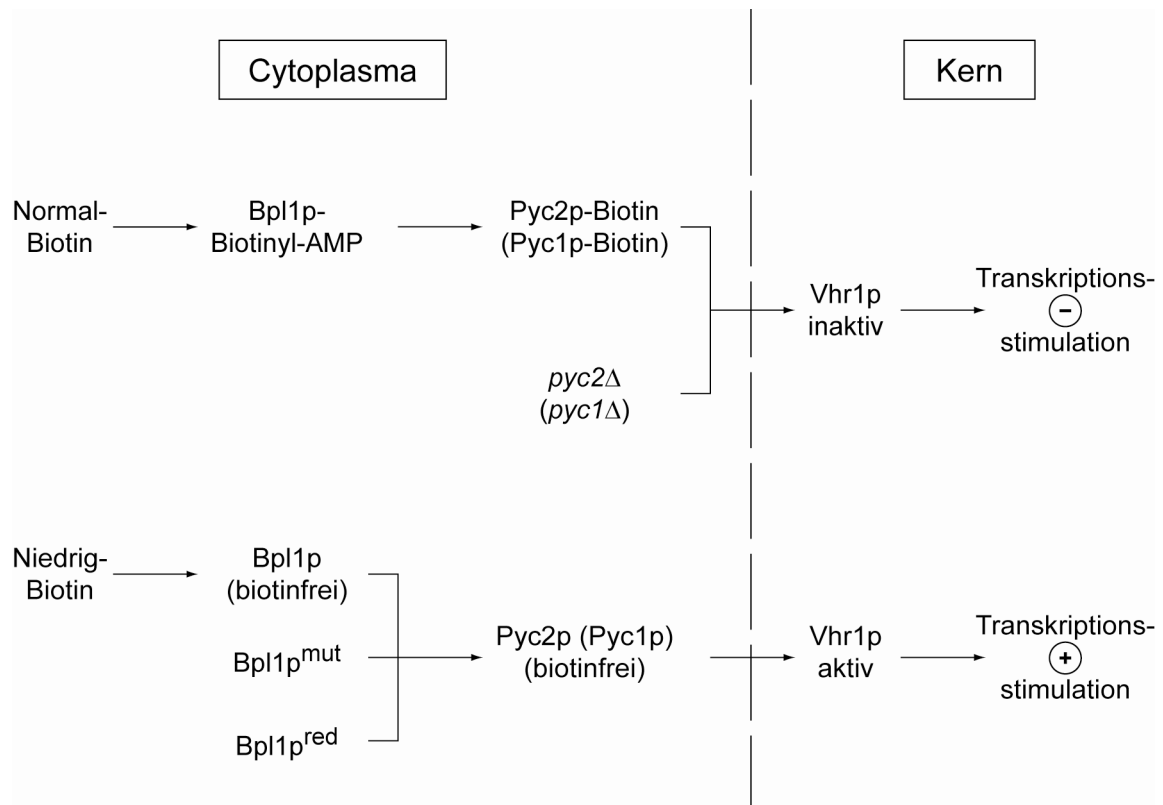 Cytoplasma
Kern
Normal-
Biotin
Bpl1p-
Biotinyl-AMP
Pyc2p-Biotin
(Pyc1p-Biotin)
pyc2Δ
(pyc1Δ)
Vhr1p
inaktiv
Transkriptions-
−
stimulation
Niedrig-
Biotin
Bpl1p
(biotinfrei)
Bpl1pmut
Bpl1pred
Pyc2p (Pyc1p)
(biotinfrei)
Vhr1p
aktiv
Transkriptions-
+
stimulation